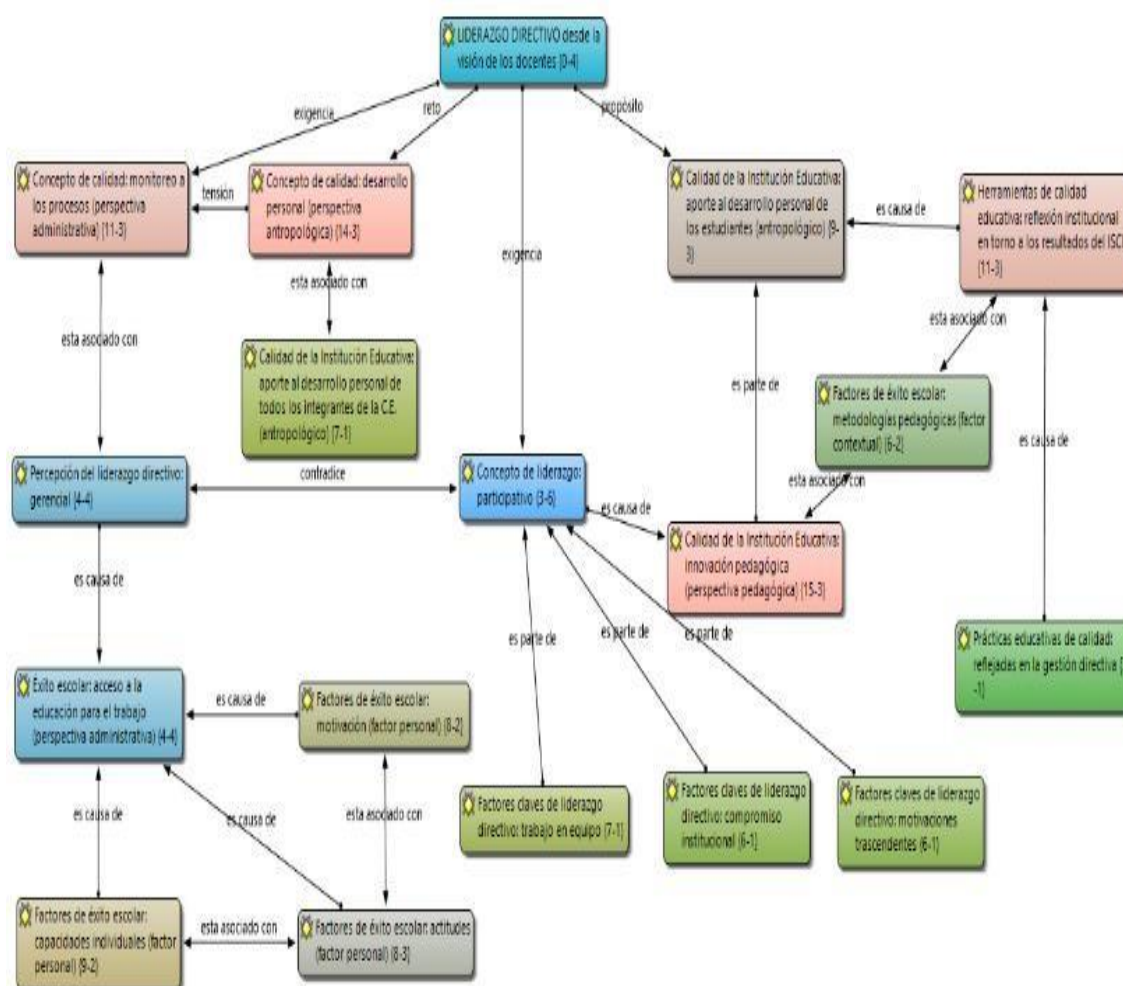 LIDERAZGO DIRECTIVO desde la
visión de los docentes {0-4}
exigencia
reto
propósito
Concepto de calidad: monitoreo a
los procesos (perspectiva
administrativa) {11-3}
tensión
Concepto de calidad: desarrollo
personal (perspectiva
antropológica) {14-3}
Calidad de la Institución Educativa:
aporte al desarrollo personal de
los estudiantes (antropológico) {9-
3}
es causa de
Herramientas de calidad
educativa: reflexión institucional
en torno a los resultados del ISCE
{11-3}
exigencia
esta asociado con
esta asociado con
esta asociado con
Calidad de la Institución Educativa:
aporte al desarrollo personal de
todos los integrantes de la C.E.
(antropológico) {7-1}
es parte de
Factores de éxito escolar:
metodologías pedagógicas (factor
contextual) {6-2}
es causa de
Percepción del liderazgo directivo:
gerencial {4-4}
contradice
Concepto de liderazgo:
participativo {3-6}
esta asociado con
es causa de
Calidad de la Institución Educativa:
innovación pedagógica
(perspectiva pedagógica) {15-3}
es causa de
es parte de
es parte de
es parte de
Prácticas educativas de calidad:
reflejadas en la gestión directiva
-1}
Éxito escolar: acceso a la
educación para el trabajo
(perspectiva administrativa) {4-4}
es causa de
Factores de éxito escolar:
motivación (factor personal) {8-2}
Factores claves de liderazgo
directivo: trabajo en equipo {7-1}
Factores claves de liderazgo
directivo: compromiso
institucional {6-1}
Factores claves de liderazgo
directivo: motivaciones
trascendentes {6-1}
es causa de
es causa de
esta asociado con
Factores de éxito escolar:
capacidades individuales (factor
personal) {9-2}
esta asociado con
Factores de éxito escolar: actitudes
(factor personal) {8-3}